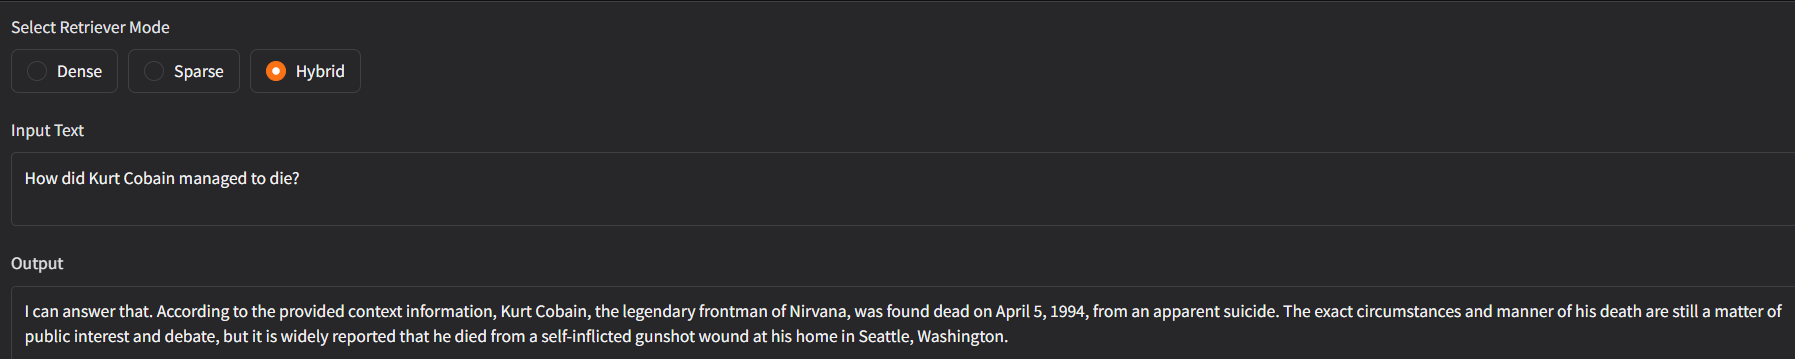 Select Retriever Mode
Dense Sparse Hybrid
Input Text
How did Kurt Cobain managed to die?
Output
I can answer that. According to the provided context information, Kurt Cobain, the legendary frontman of Nirvana, was found dead on April 5, 1994, from an apparent suicide. The exact circumstances and manner of his death are still a matter of
public interest and debate, but it is widely reported that he died from a self-inflicted gunshot wound at his home in Seattle, Washington.